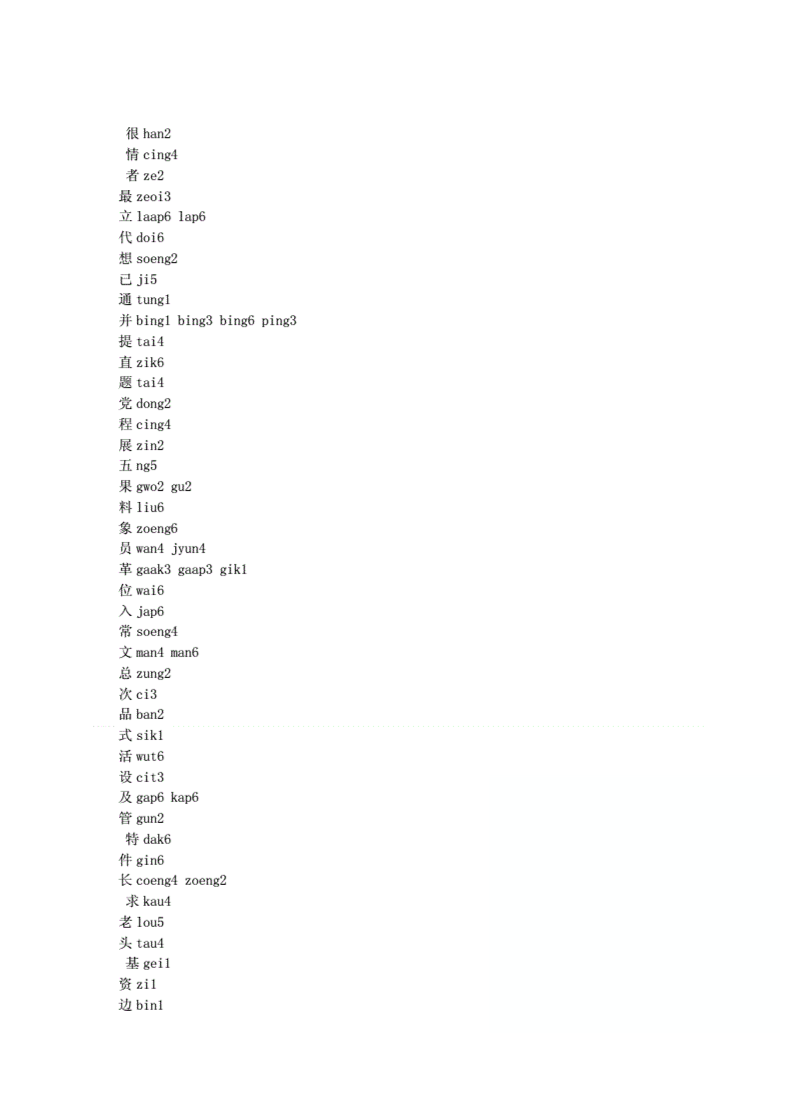 很 han2
情 cing4
者 ze2
最 zeoi3
立 laap6 lap6
代 doi6
想 soeng2
已 ji5
通 tung1
并 bing1 bing3 bing6 ping3
提 tai4
直 zik6
题 tai4
党 dong2
程 cing4
展 zin2
五 ng5
果 gwo2 gu2
料 liu6
象 zoeng6
员 wan4 jyun4
革 gaak3 gaap3 gik1
位 wai6
入 jap6
常 soeng4
文 man4 man6
总 zung2
次 ci3
品 ban2
式 sik1
活 wut6
设 cit3
及 gap6 kap6
管 gun2
特 dak6
件 gin6
长 coeng4 zoeng2
求 kau4
老 lou5
头 tau4
基 gei1
资 zi1
边 bin1